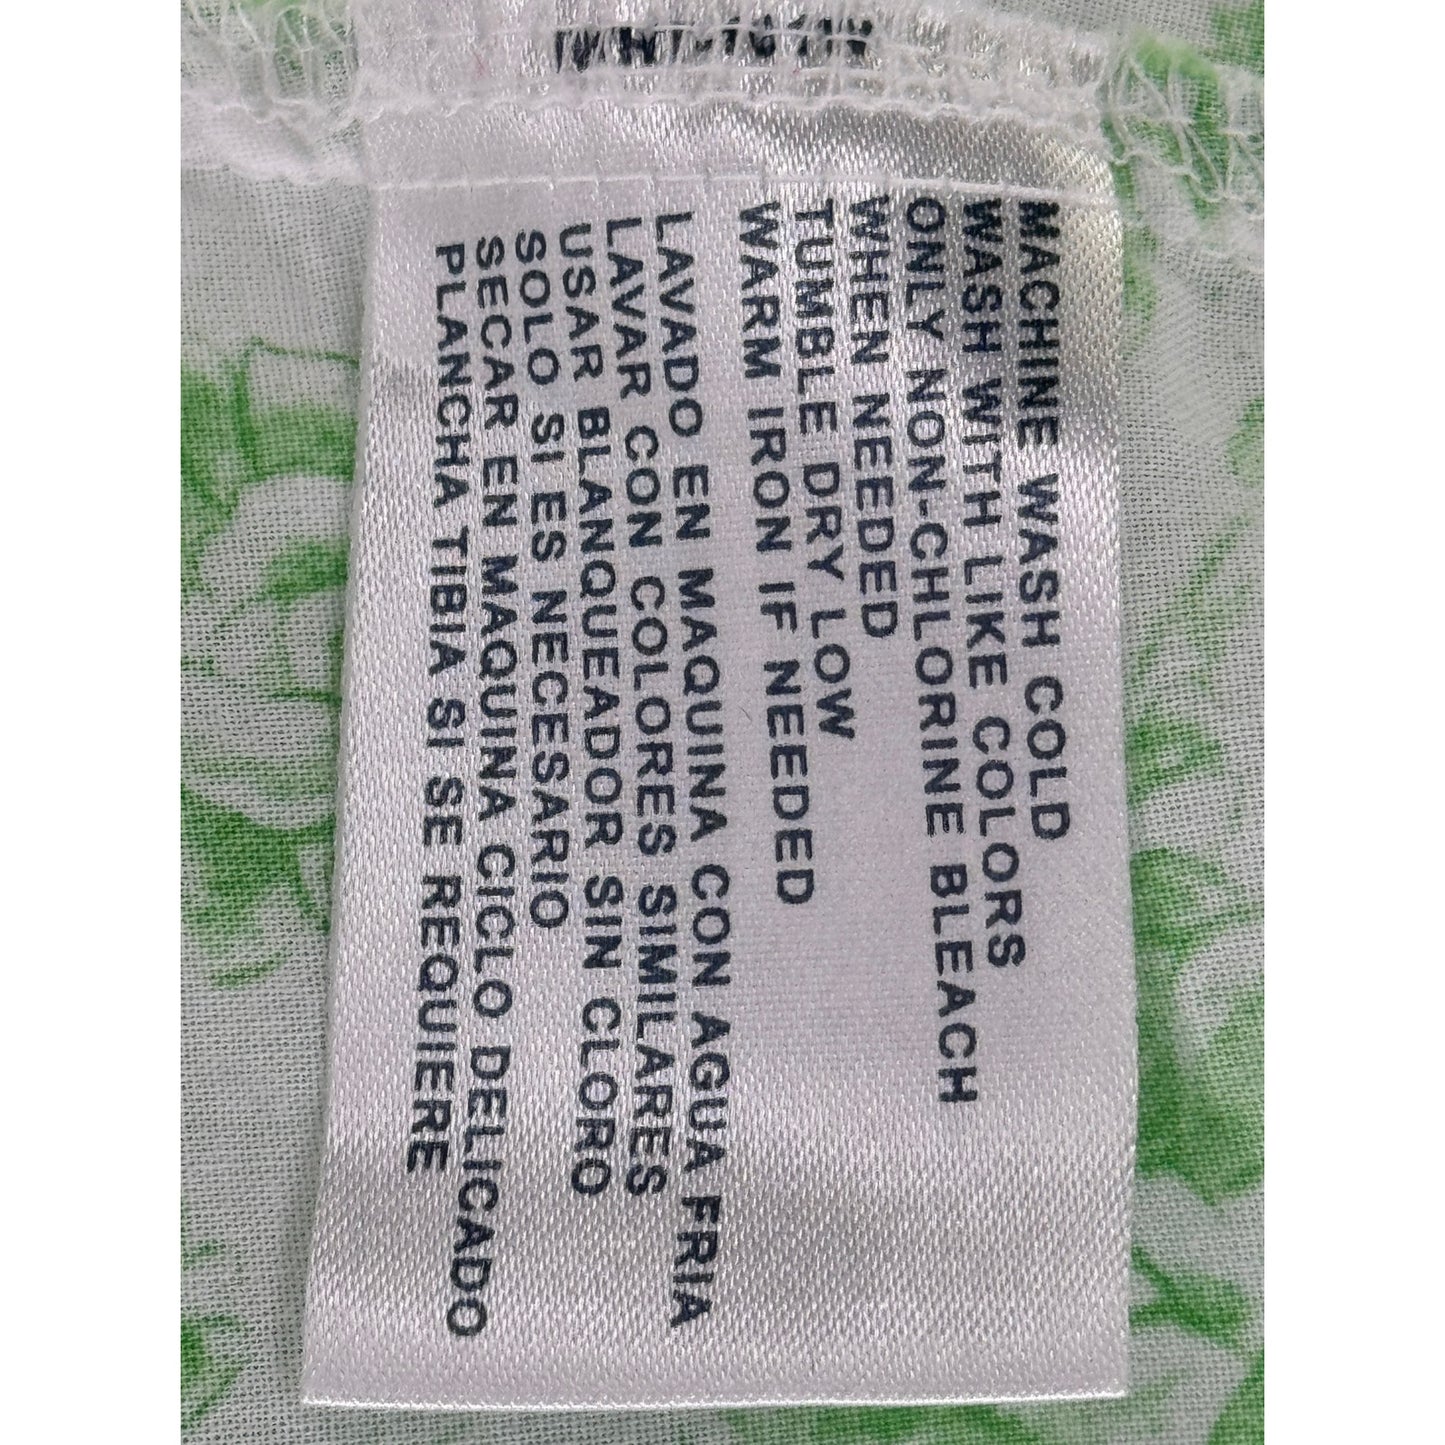 MACHINE WASH COLD
WASH WITH LIKE COLORS
ONLY NON-CHLORINE BLEACH
WHEN NEEDED
TUMBLE DRY LOW
WARM IRON IF NEEDED
LAVADO EN MAQUINA CON AGUA FRIA
LAVAR CON COLORES SIMILARES
USAR BLANQUEADOR SIN CLORO
SOLO SI ES NECESARIO
SECAR EN MAQUINA CICLO DELICADO
PLANCHA TIBIA SI SE REQUIERE